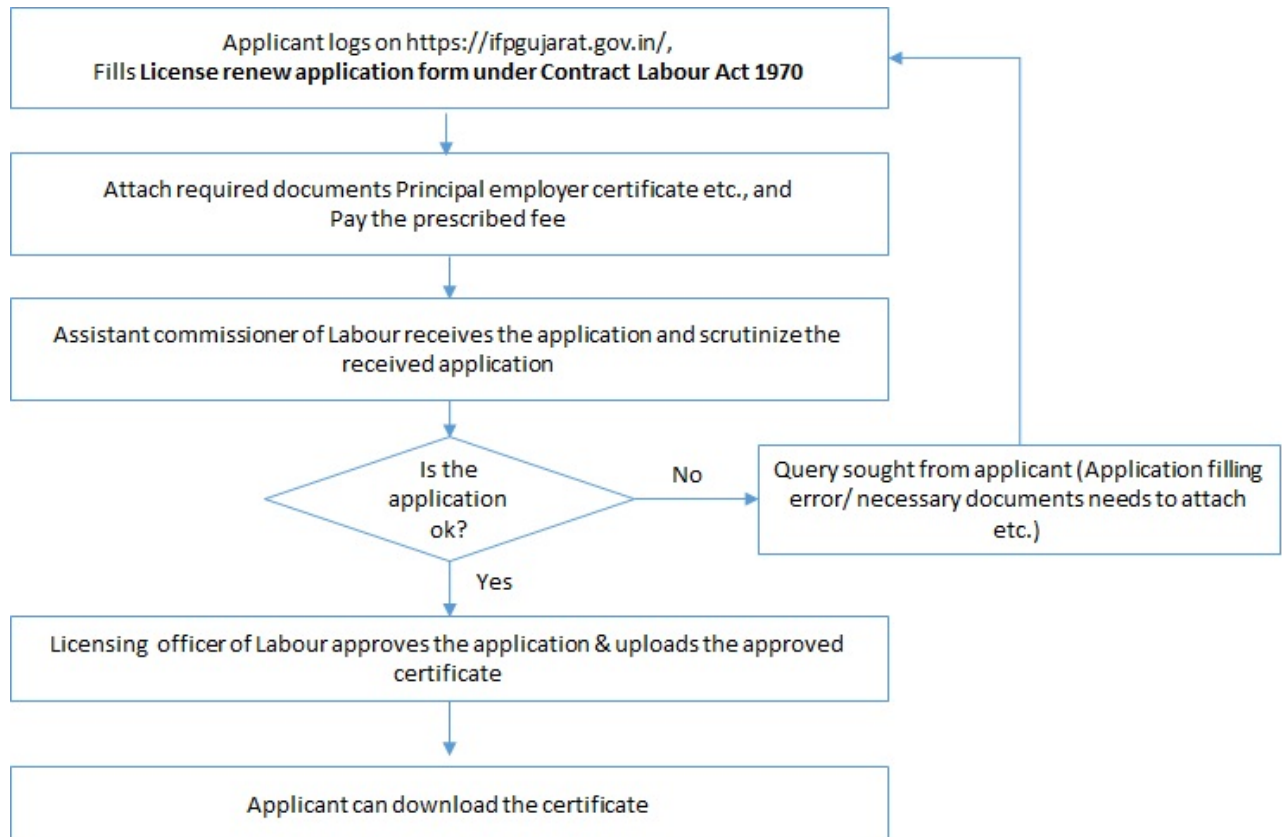 Applicant logs on https://ifpgujarat.gov.in/,
Fills License renew application form under Contract Labour Act 1970
Attach required documents Principal employer certificate etc., and
Pay the prescribed fee
Assistant commissioner of Labour receives the application and scrutinize the
received application
Is the
application
ok?
No
Query sought from applicant (Application filling
error/ necessary documents needs to attach
etc.)
Yes
Licensing officer of Labour approves the application & uploads the approved
certificate
Applicant can download the certificate